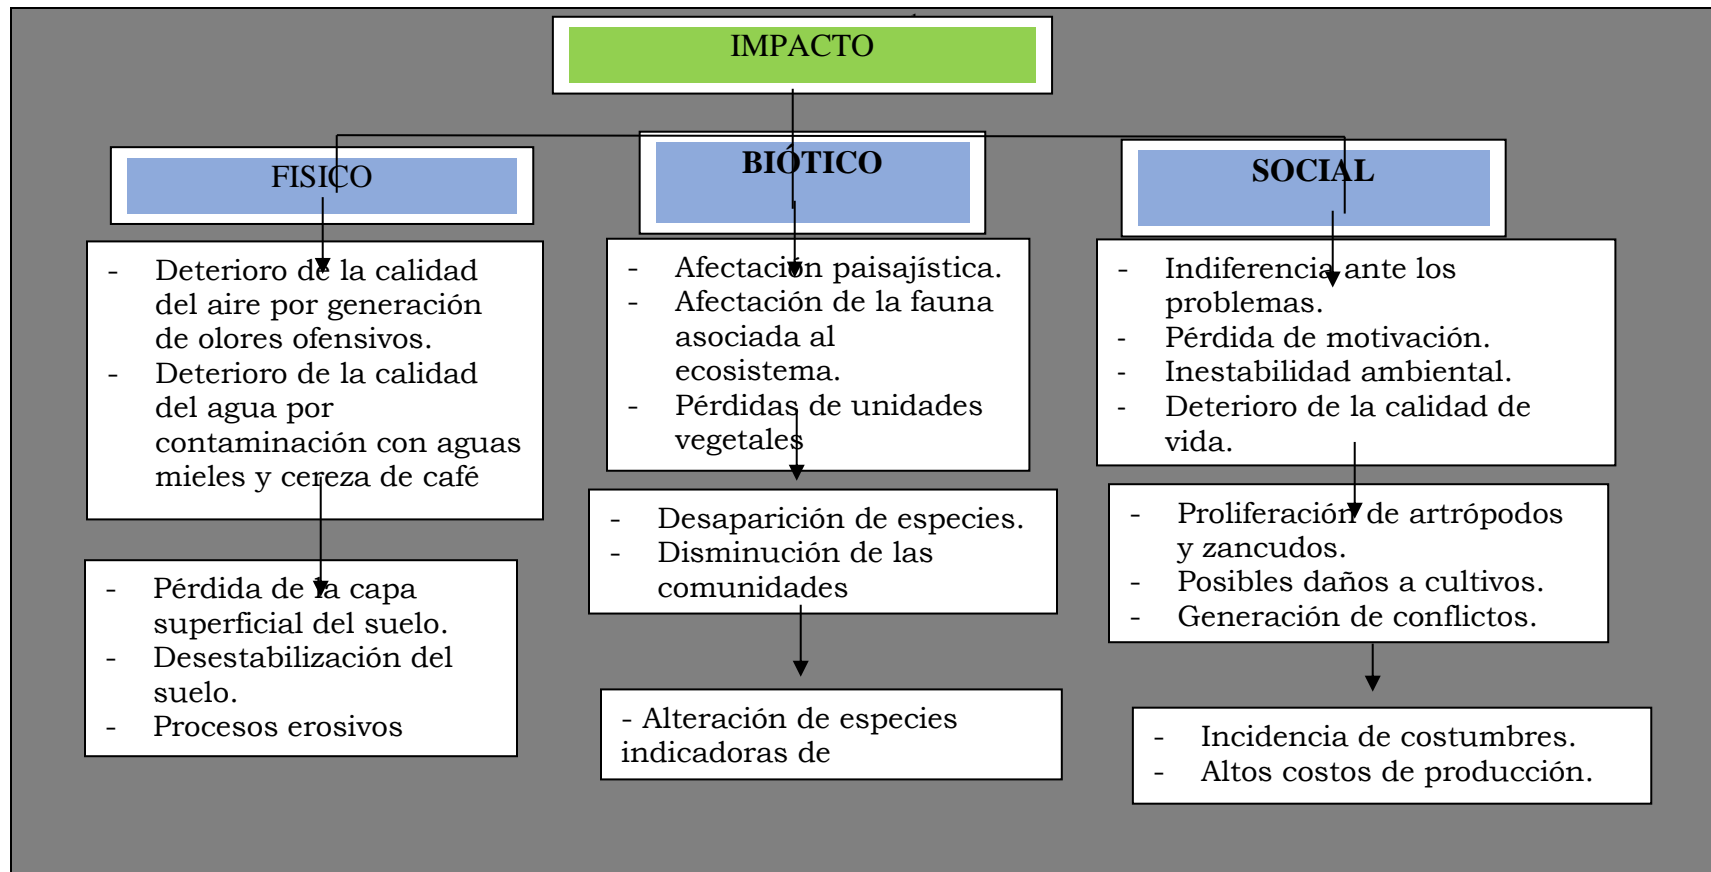 IMPACTO
FISICO
- Deterioro de la calidad
del aire por generación
de olores ofensivos.
- Deterioro de la calidad
del agua por
contaminación con aguas
mieles y cereza de café
- Pérdida de la capa
superficial del suelo.
- Desestabilización del
suelo.
- Procesos erosivos
BIÓTICO
- Afectación paisajística.
- Afectación de la fauna
asociada al
ecosistema.
- Pérdidas de unidades
vegetales
- Desaparición de especies.
- Disminución de las
comunidades
- Alteración de especies
indicadoras de
SOCIAL
- Indiferencia ante los
problemas.
- Pérdida de motivación.
- Inestabilidad ambiental.
- Deterioro de la calidad de
vida.
- Proliferación de artrópodos
y zancudos.
- Posibles daños a cultivos.
- Generación de conflictos.
- Incidencia de costumbres.
- Altos costos de producción.